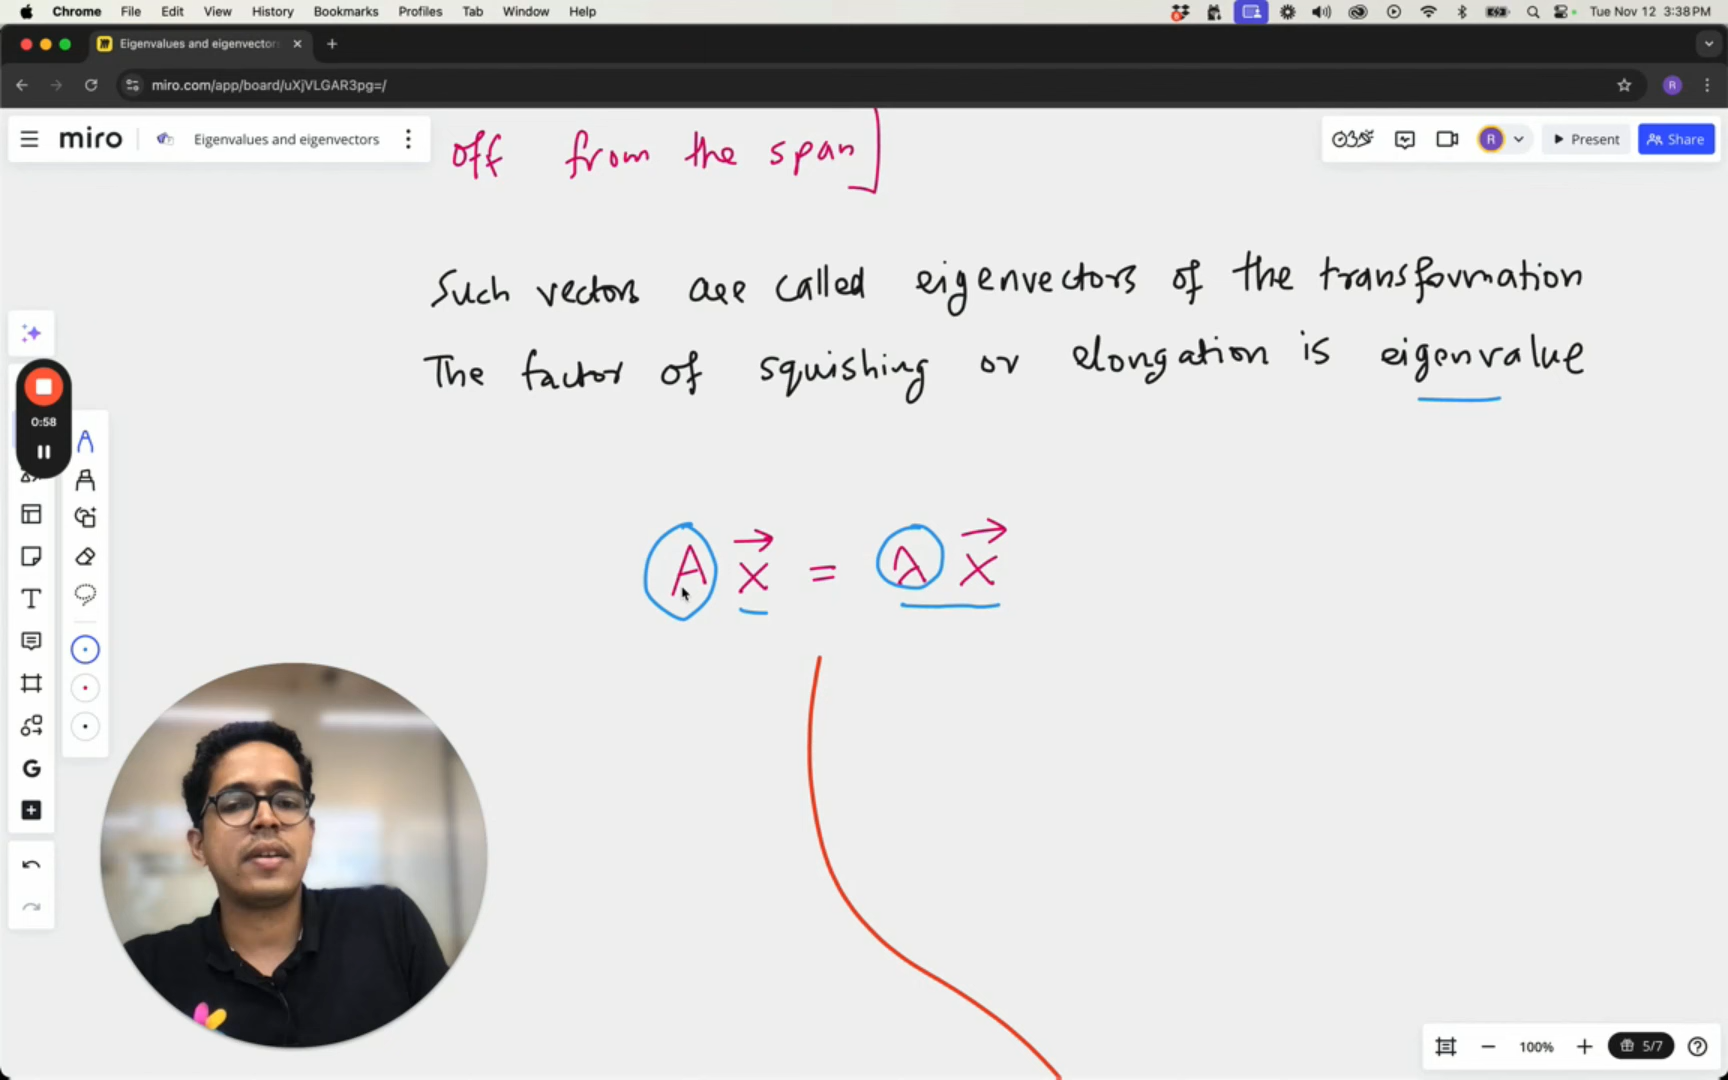 Chrome File Edit View History Bookmarks Profiles Tab Window Help Tue Nov 12 3:38 PM
Eigenvalues and eigenvector
miro.com/app/board/uXjVLGAR3pg=/ R
miro Eigenvalues and eigenvectors R Present Share
off from the span]
Such vectors are called eigenvectors of the transformation
The factor of squishing or elongation is eigenvalue
0:58
A x⃗ = λ x⃗
T
G
100% 5/7